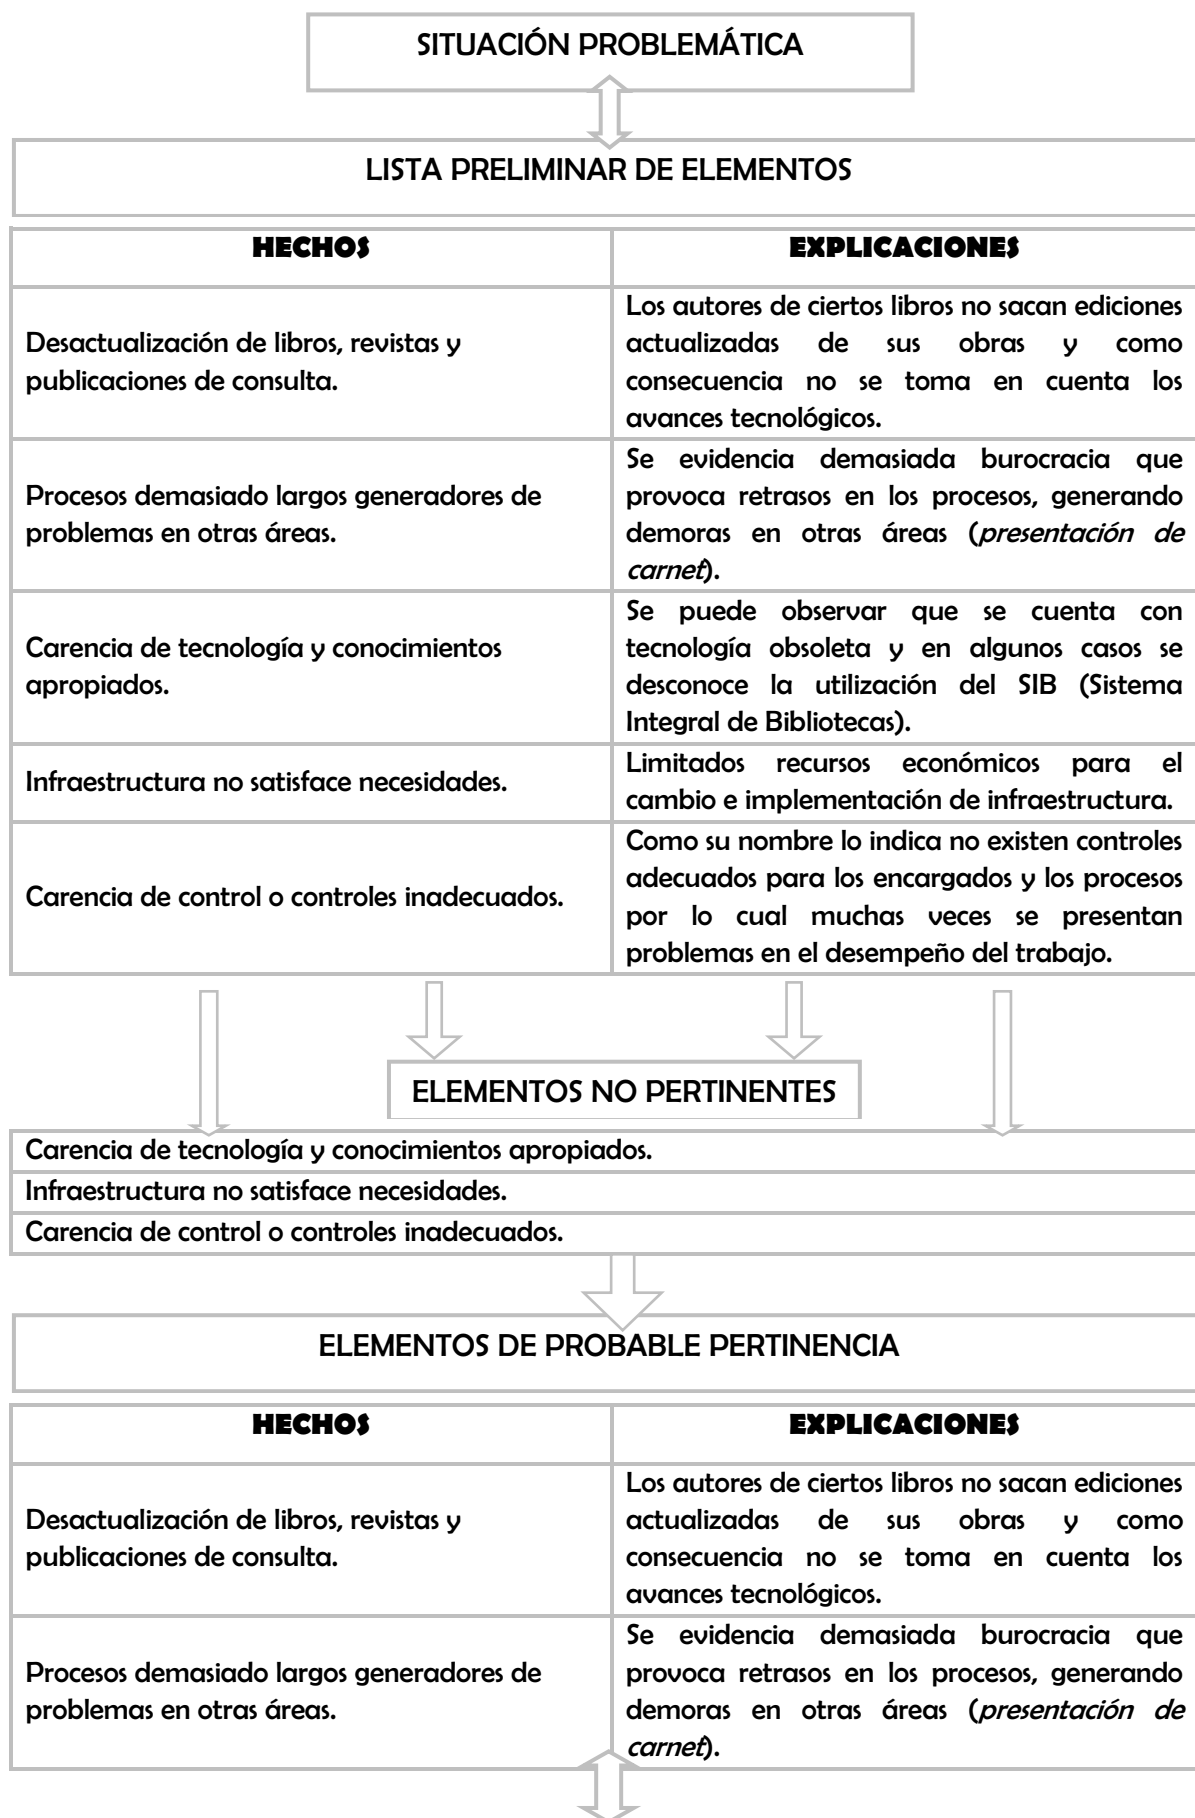 SITUACIÓN PROBLEMÁTICA
LISTA PRELIMINAR DE ELEMENTOS
HECHOS
EXPLICACIONES
Desactualización de libros, revistas y
publicaciones de consulta.
Los autores de ciertos libros no sacan ediciones
actualizadas de sus obras y como
consecuencia no se toma en cuenta los
avances tecnológicos.
Procesos demasiado largos generadores de
problemas en otras áreas.
Se evidencia demasiada burocracia que
provoca retrasos en los procesos, generando
demoras en otras áreas (presentación de
carnet).
Carencia de tecnología y conocimientos
apropiados.
Se puede observar que se cuenta con
tecnología obsoleta y en algunos casos se
desconoce la utilización del SIB (Sistema
Integral de Bibliotecas).
Infraestructura no satisface necesidades.
Limitados recursos económicos para el
cambio e implementación de infraestructura.
Carencia de control o controles inadecuados.
Como su nombre lo indica no existen controles
adecuados para los encargados y los procesos
por lo cual muchas veces se presentan
problemas en el desempeño del trabajo.
ELEMENTOS NO PERTINENTES
Carencia de tecnología y conocimientos apropiados.
Infraestructura no satisface necesidades.
Carencia de control o controles inadecuados.
ELEMENTOS DE PROBABLE PERTINENCIA
HECHOS
EXPLICACIONES
Desactualización de libros, revistas y
publicaciones de consulta.
Los autores de ciertos libros no sacan ediciones
actualizadas de sus obras y como
consecuencia no se toma en cuenta los
avances tecnológicos.
Procesos demasiado largos generadores de
problemas en otras áreas.
Se evidencia demasiada burocracia que
provoca retrasos en los procesos, generando
demoras en otras áreas (presentación de
carnet).